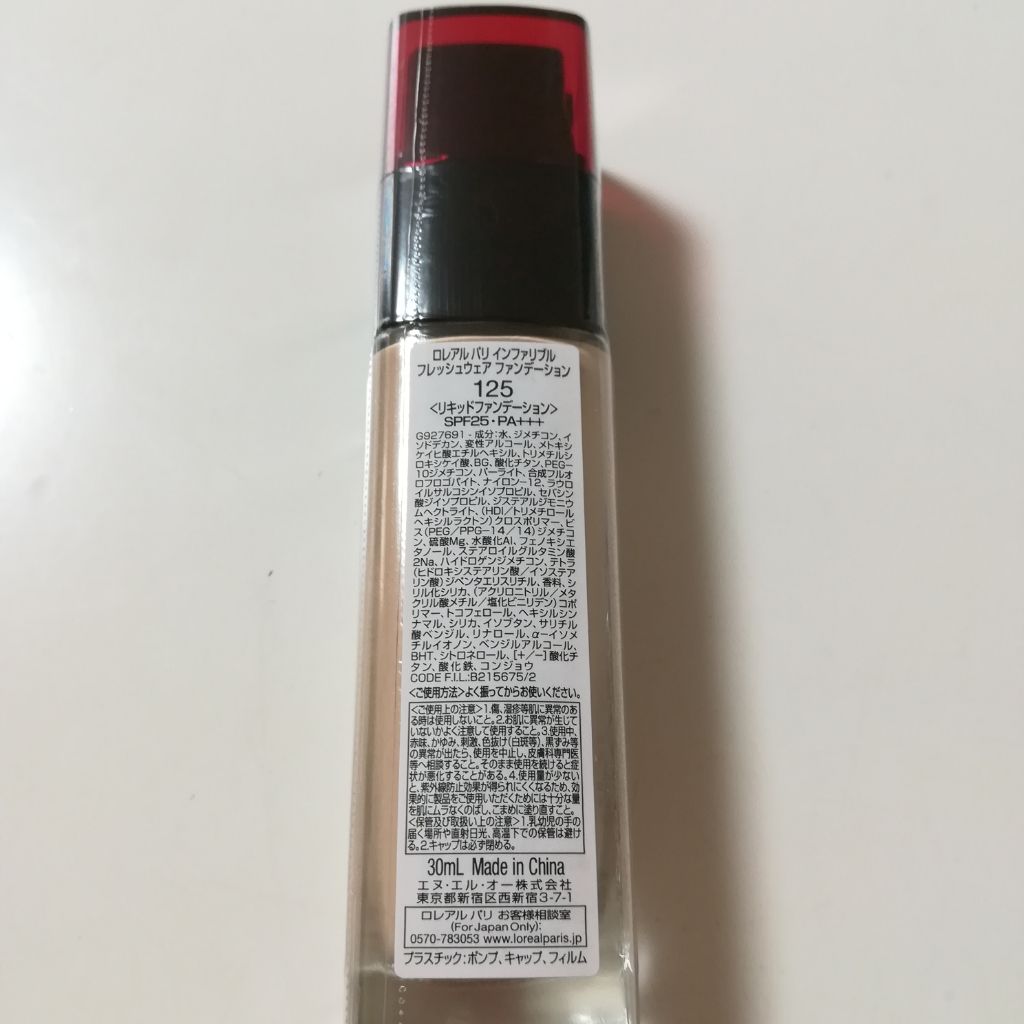 ロレアル パリ インファリブル
フレッシュウェア ファンデーション
125
<リキッドファンデーション>
SPF25・PA+++
G927691 - 成分:水、ジメチコン、イ
ソドデカン、変性アルコール、メトキシ
ケイヒ酸エチルヘキシル、トリメチルシ
ロキシケイ酸、BG、酸化チタン、PEG-
10ジメチコン、パーライト、合成フルオ
ロフロゴパイト、ナイロン-12、ラウロ
イルサルコシンイソプロピル、セバシン
酸ジイソプロピル、ジステアルジモニウ
ムヘクトライト、(HDI/トリメチロール
ヘキシルラクトン)クロスポリマー、ビ
ス(PEG/PPG-14/14)ジメチコ
ン、硫酸Mg、水酸化Al、フェノキシエ
タノール、ステアロイルグルタミン酸
2Na、ハイドロゲンジメチコン、テトラ
(ヒドロキシステアリン酸/イソステア
リン酸)ジペンタエリスリチル、香料、シ
リル化シリカ、(アクリロニトリル/メタ
クリル酸メチル/塩化ビニリデン)コポ
リマー、トコフェロール、ヘキシルシン
ナマル、シリカ、イソブタン、サリチル
酸ベンジル、リナロール、α-イソメ
チルイオノン、ベンジルアルコール、
BHT、シトロネロール、[+/-]酸化チ
タン、酸化鉄、コンジョウ
CODE F.I.L.:B215675/2
<ご使用方法>よく振ってからお使いください。
<ご使用上の注意>1.傷、湿疹等肌に異常のあ
る時は使用しないこと。2.お肌に異常が生じて
いないかよく注意して使用すること。3.使用中、
赤味、かゆみ、刺激、色抜け(白斑等)、黒ずみ等
の異常が出たら、使用を中止し、皮膚科専門医
等へ相談すること。そのまま使用を続けると症
状が悪化することがある。4.使用量が少ない
と、紫外線防止効果が得られにくくなるため、効
果的に製品をご使用いただくためには十分な量
を肌にムラなくのばし、こまめに塗り直すこと。
<保管及び取扱い上の注意>1.乳幼児の手の
届く場所や直射日光、高温下での保管は避け
る。2.キャップは必ず閉める。
30mL Made in China
エヌ・エル・オー株式会社
東京都新宿区西新宿3-7-1
ロレアル パリ お客様相談室
(For Japan Only):
0570-783053 www.lorealparis.jp
プラスチック:ポンプ、キャップ、フィルム